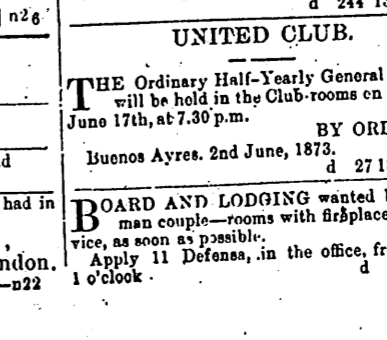 n26
d 244
UNITED CLUB.
THE Ordinary Half-Yearly General
will be held in the Club-rooms on
June 17th, at 7.30 p.m.
BY ORD
Buenos Ayres. 2nd June, 1873.
d 27
had in
ndon.
—n22
BOARD AND LODGING wanted
man couple—rooms with fireplace
vice, as soon as possible.
Apply 11 Defensa, .in the office, fr
1 o'clock .
d